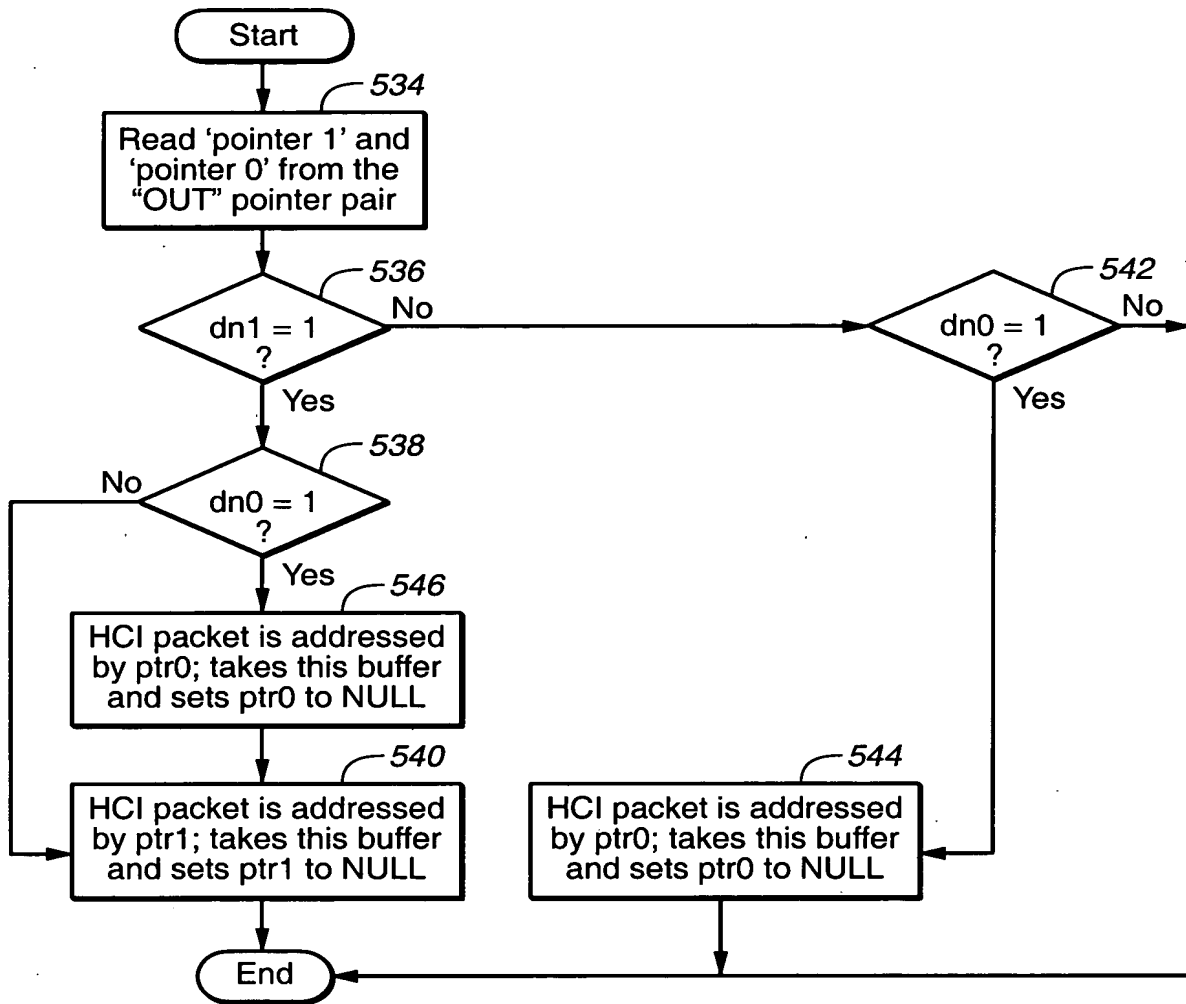 Start
534
Read ‘pointer 1’ and
‘pointer 0’ from the
“OUT” pointer pair
536
dn1 = 1
?
No
Yes
542
dn0 = 1
?
No
Yes
538
dn0 = 1
?
No
Yes
546
HCI packet is addressed
by ptr0; takes this buffer
and sets ptr0 to NULL
540
HCI packet is addressed
by ptr1; takes this buffer
and sets ptr1 to NULL
544
HCI packet is addressed
by ptr0; takes this buffer
and sets ptr0 to NULL
End